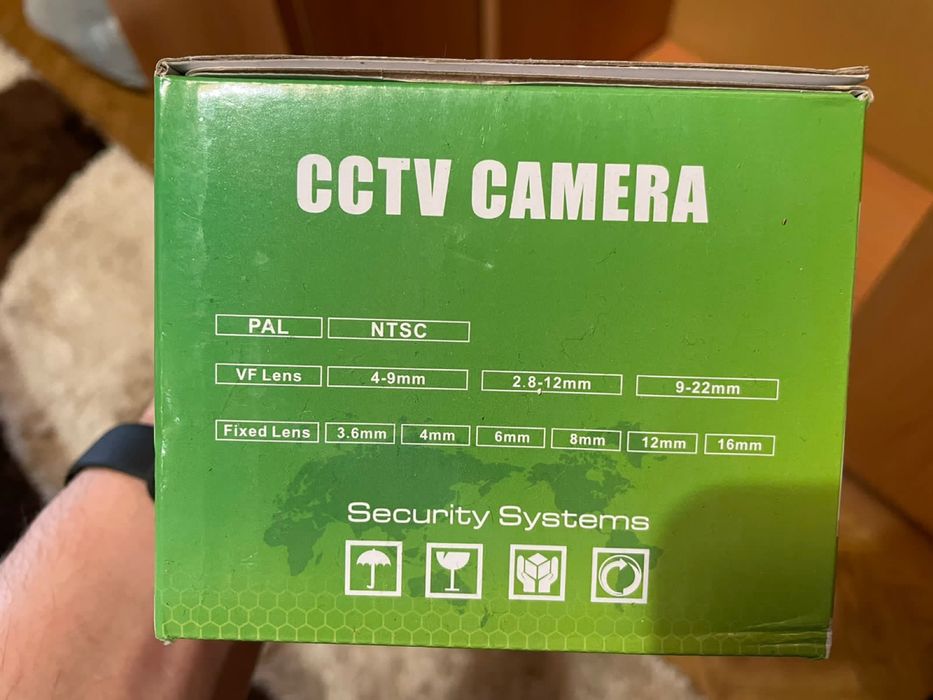 CCTV CAMERA
PAL NTSC
VF Lens 4-9mm 2.8-12mm 9-22mm
Fixed Lens 3.6mm 4mm 6mm 8mm 12mm 16mm
Security Systems